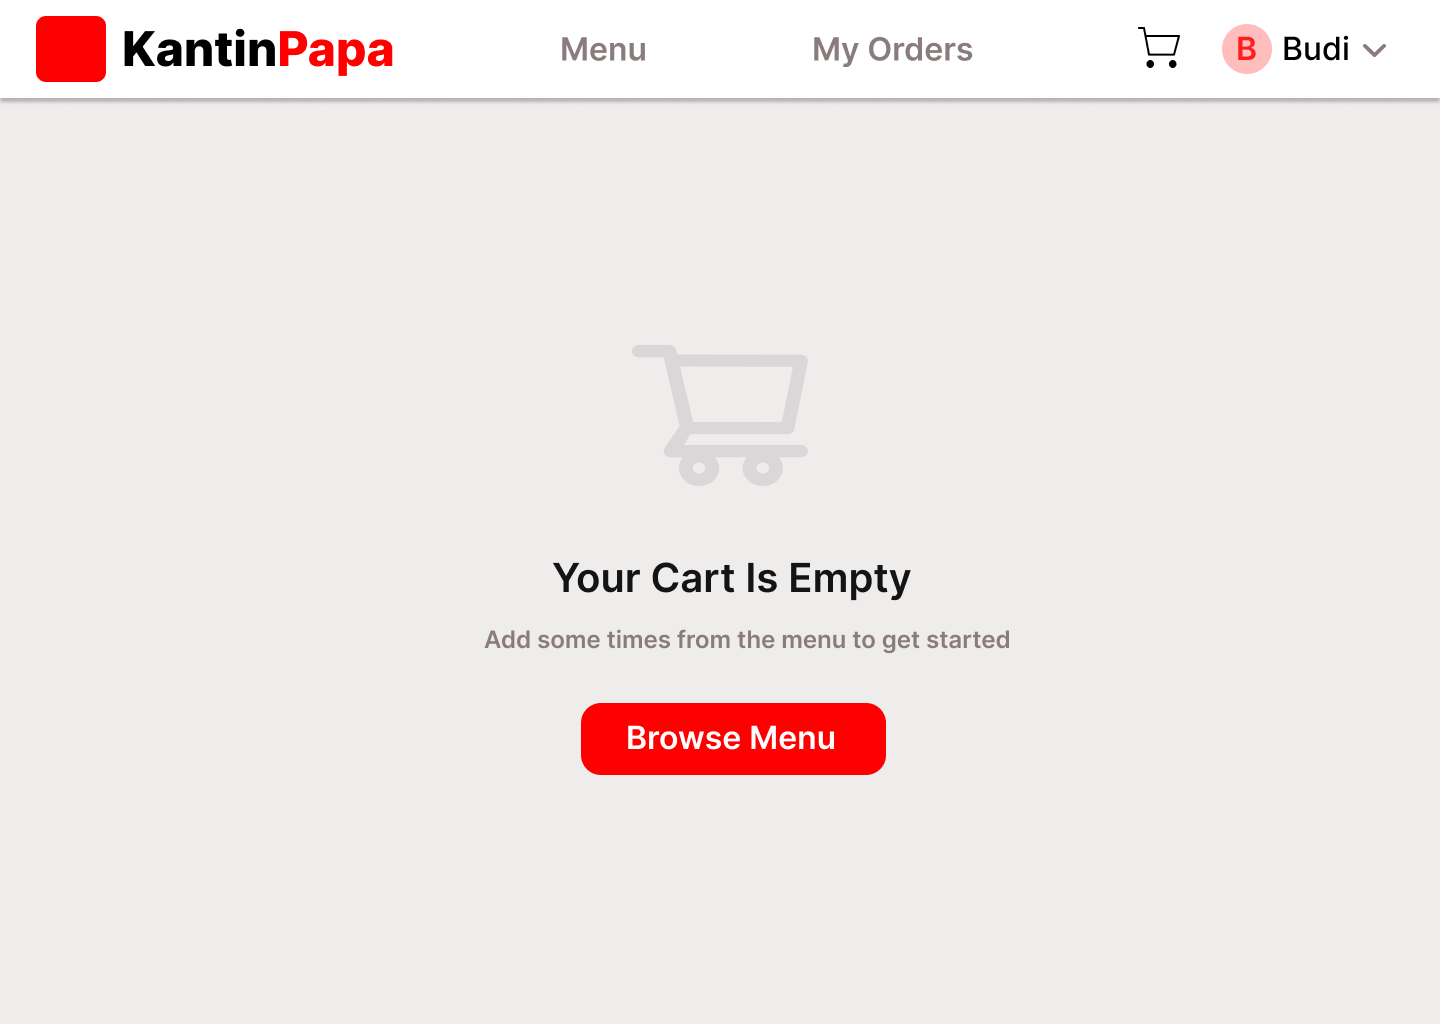 KantinPapa
Menu
My Orders
B
Budi
Your Cart Is Empty
Add some times from the menu to get started
Browse Menu